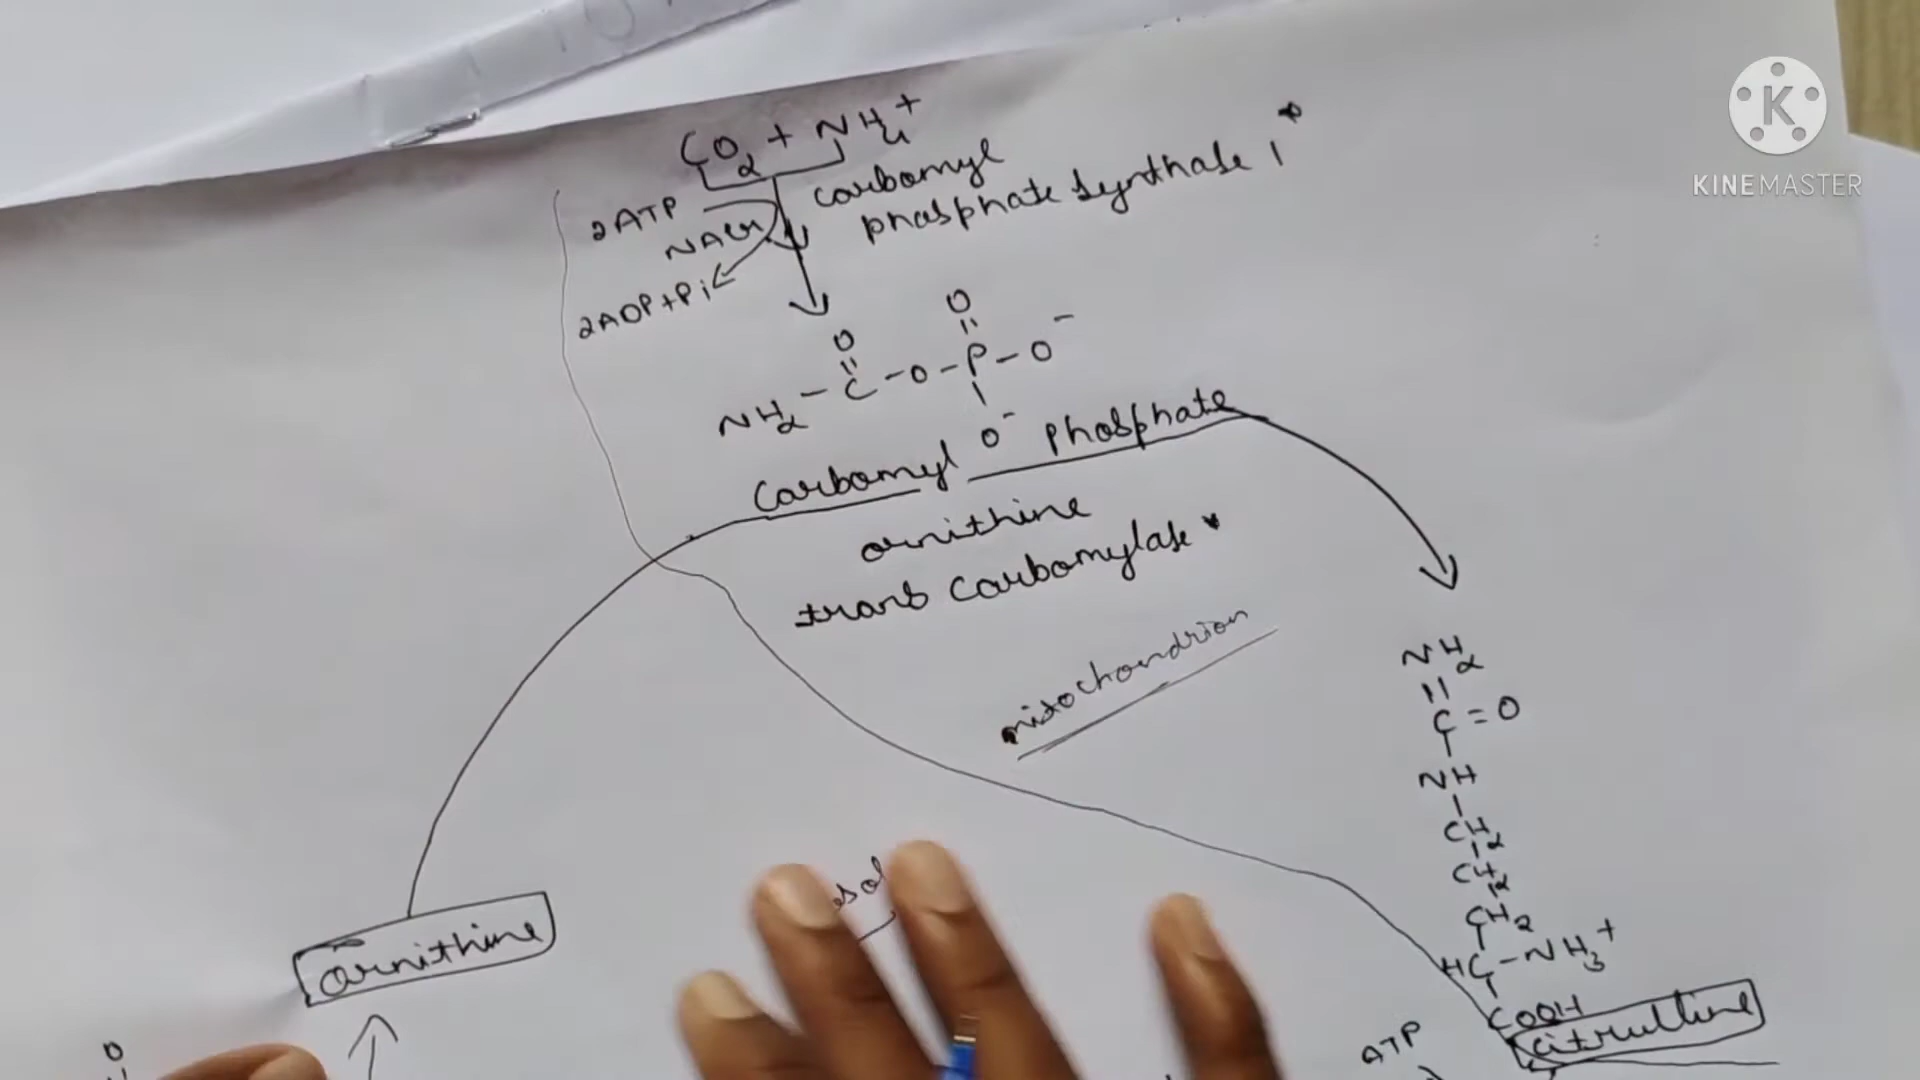 CO2 + NH4+
carbamyl
phosphate synthase 1*
2ATP
NAG
2ADP+Pi
O
O
NH2 - C - O - P - O-
O-
Carbamyl phosphate
ornithine
trans carbamylase *
mitochondrion
NH2
C = O
NH
CH2
CH2
CH2
HC - NH3+
COOH
citrulline
ornithine
ATP
O
KINEMASTER